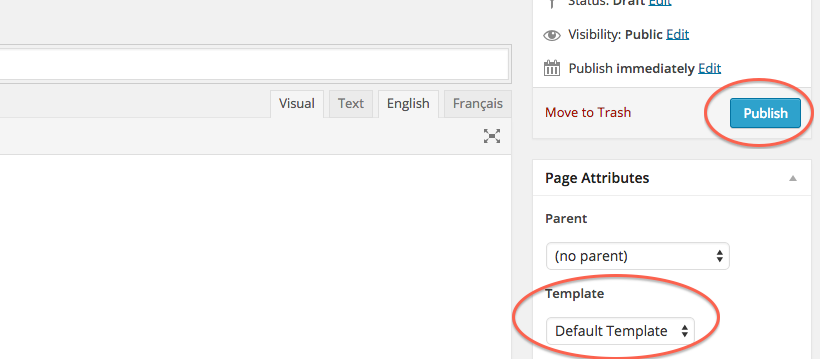 Status: Draft Edit
Visibility: Public Edit
Publish immediately Edit
Visual Text English Français
Move to Trash Publish
Page Attributes
Parent
(no parent)
Template
Default Template